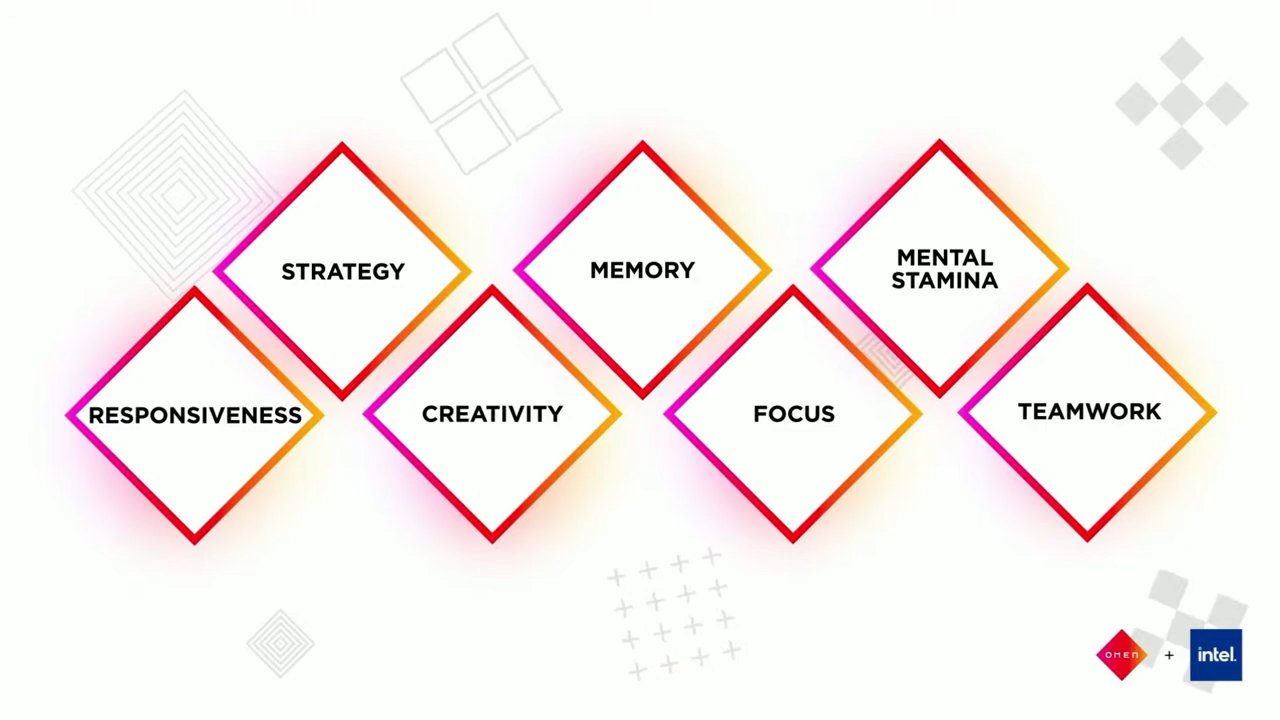 STRATEGY
MEMORY
MENTAL
STAMINA
RESPONSIVENESS
CREATIVITY
FOCUS
TEAMWORK
OMEN + intel.